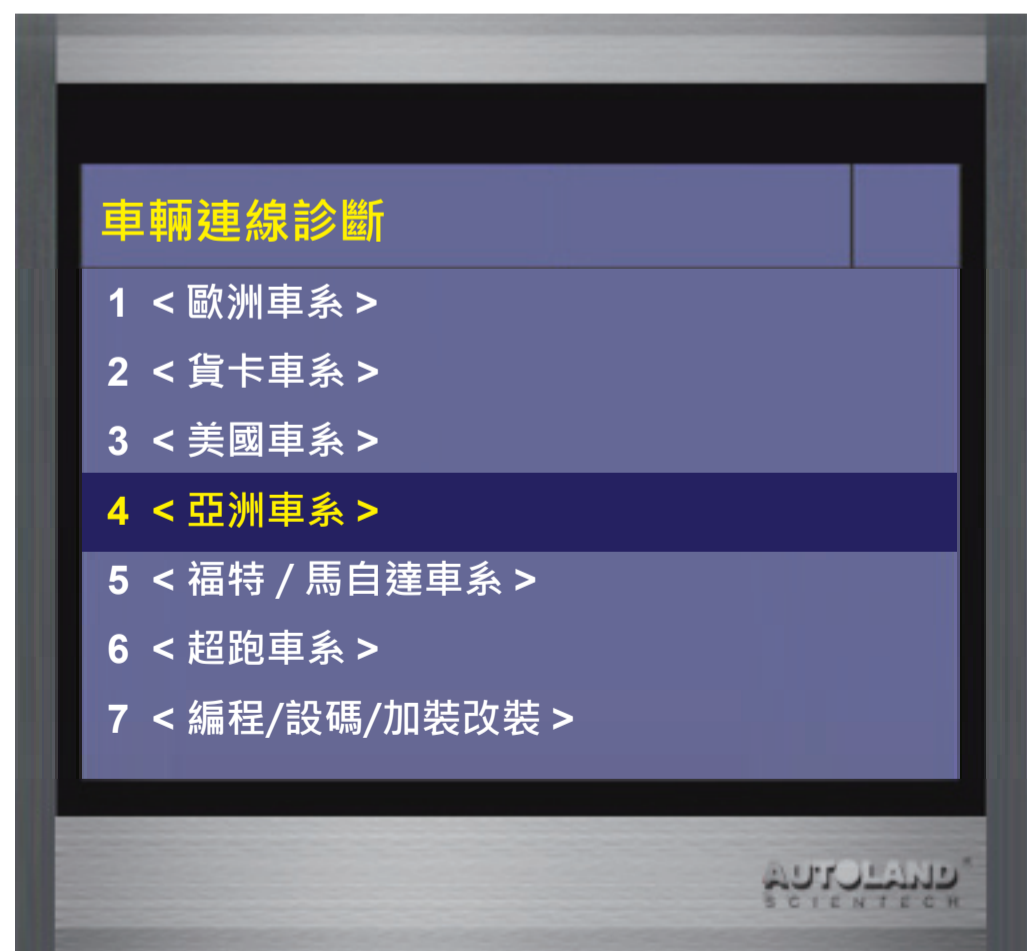 車輛連線診斷
1 < 歐洲車系 >
2 < 貨卡車系 >
3 < 美國車系 >
4 < 亞洲車系 >
5 < 福特 / 馬自達車系 >
6 < 超跑車系 >
7 < 編程/設碼/加裝改裝 >
AUTOLAND
SCIENTECH